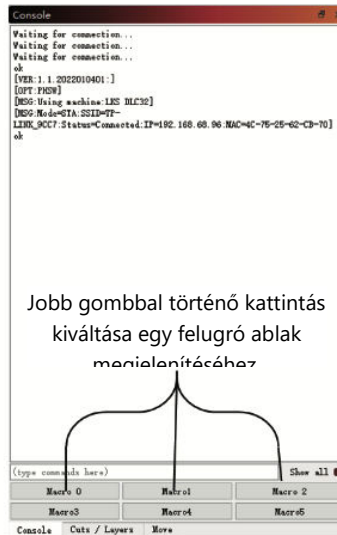 Console
Waiting for connection...
Waiting for connection...
Waiting for connection...
ok
[VER:1.1.2022010401:]
[OPT:PHSW]
[MSG:Using machine:LKS DLC32]
[MSG:Mode=STA:SSID=TP-
LINK_9CC7:Status=Connected:IP=192.168.68.96:MAC=4C-75-25-62-CB-70]
ok
Jobb gombbal történő kattintás
kiváltása egy felugró ablak
megjelenítéséhez
(type commands here)
Show all
Macro 0
Macro1
Macro 2
Macro3
Macro4
Macro5
Console
Cuts / Layers
Move